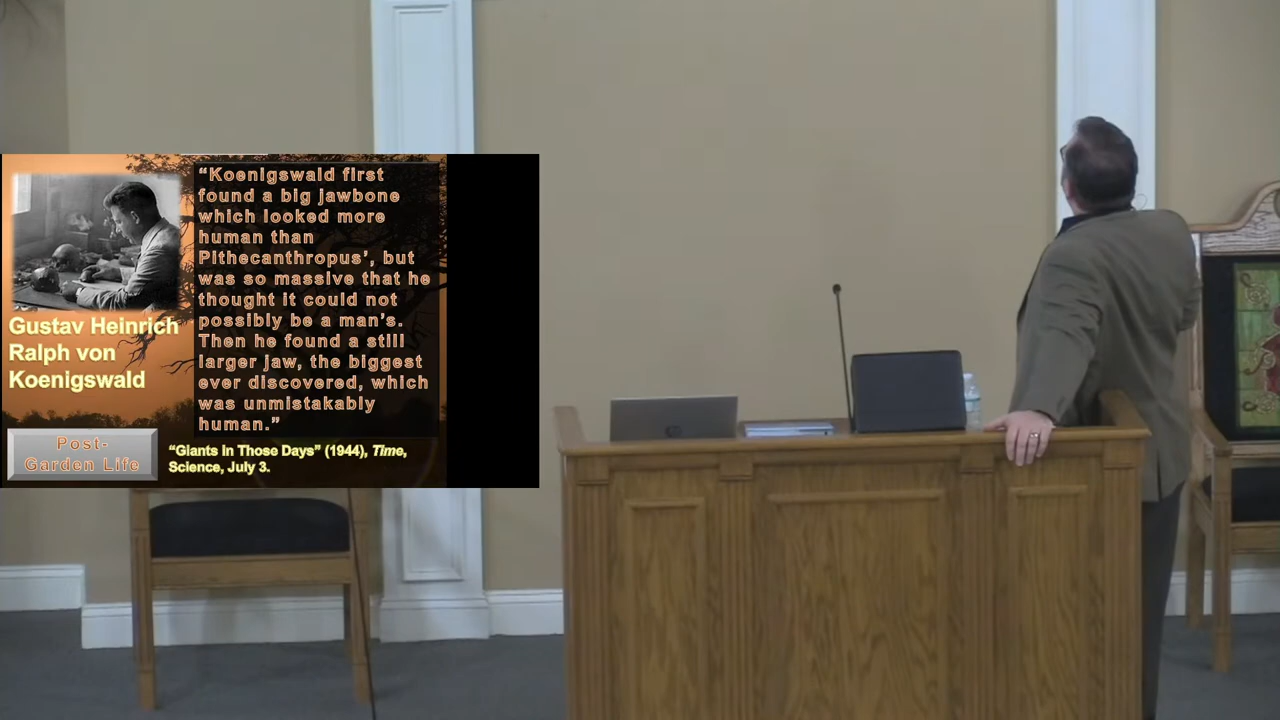 “Koenigswald first
found a big jawbone
which looked more
human than
Pithecanthropus’, but
was so massive that he
thought it could not
possibly be a man’s.
Then he found a still
larger jaw, the biggest
ever discovered, which
was unmistakably
human.”
Gustav Heinrich
Ralph von
Koenigswald
Post-
Garden Life
“Giants in Those Days” (1944), Time,
Science, July 3.